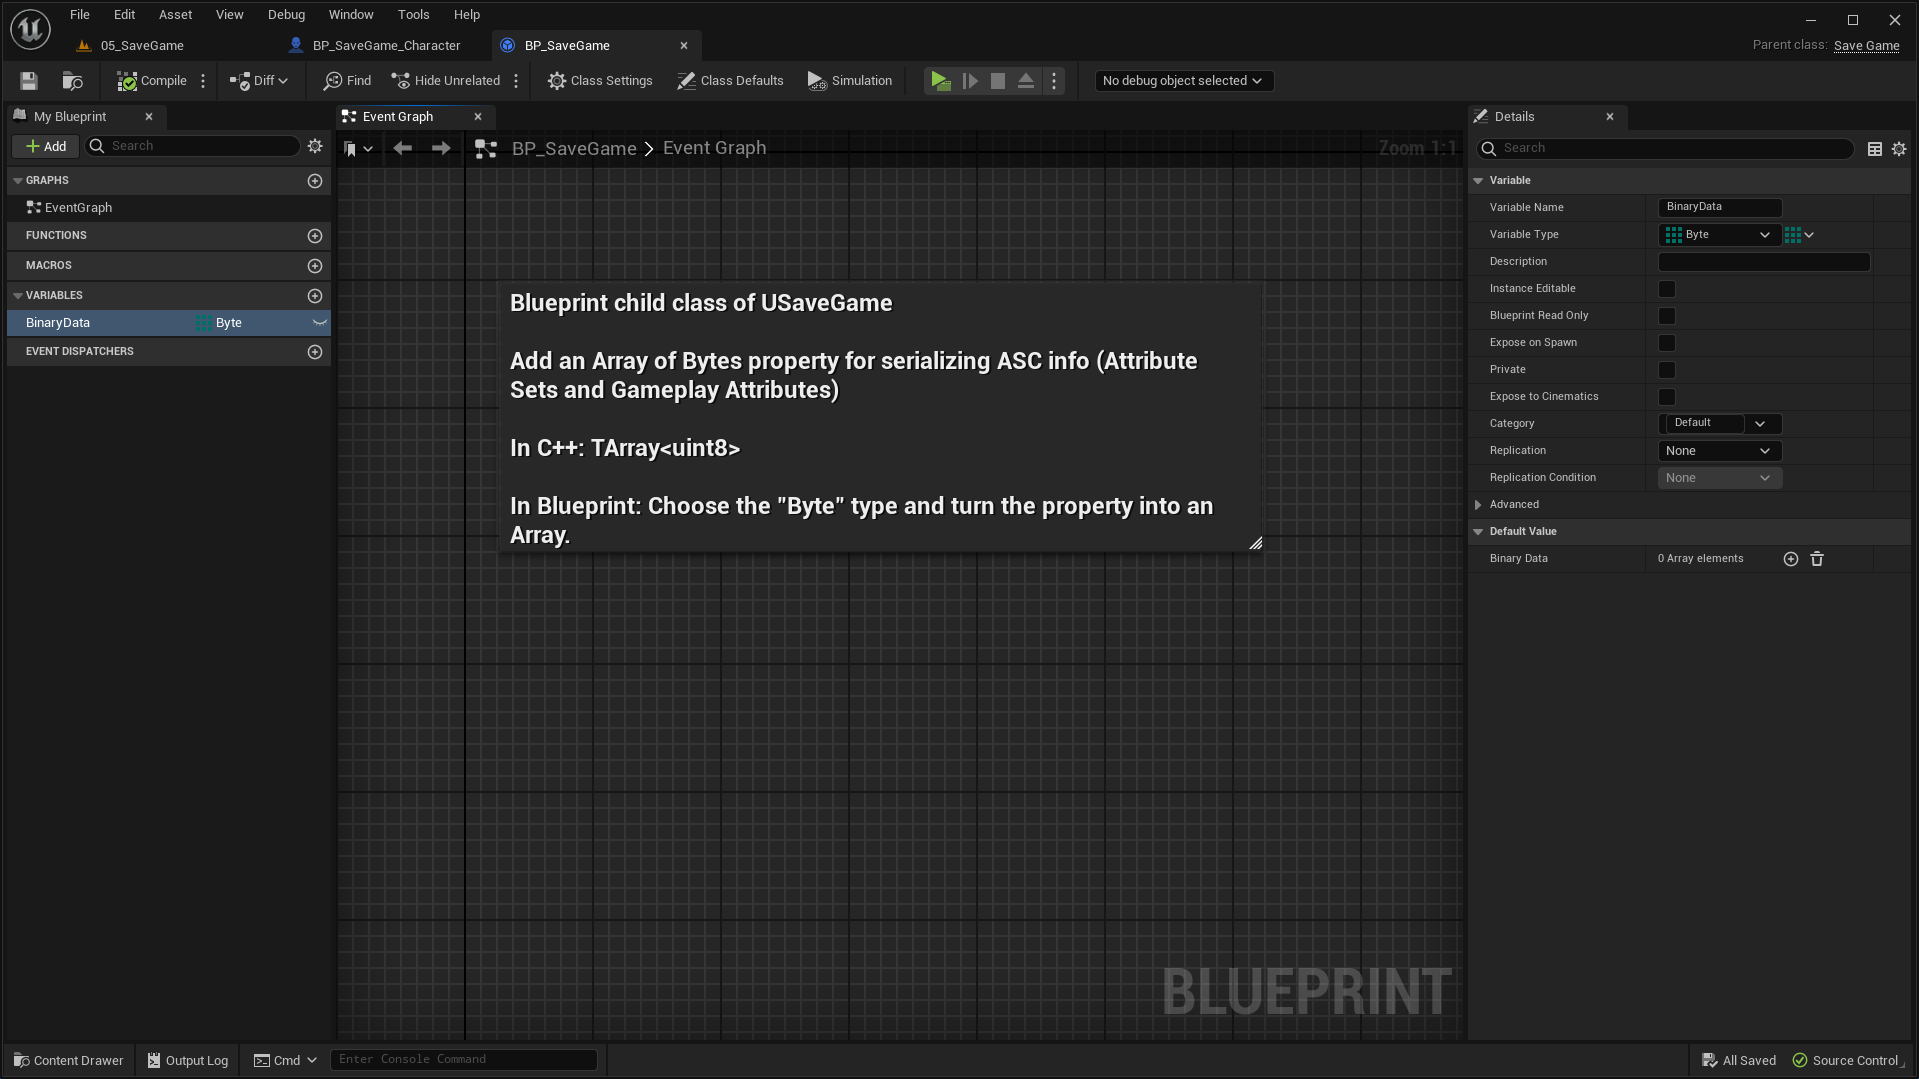 File Edit Asset View Debug Window Tools Help
05_SaveGame BP_SaveGame_Character BP_SaveGame
Parent class: Save Game
Compile Diff Find Hide Unrelated Class Settings Class Defaults Simulation No debug object selected
My Blueprint
Add Search
GRAPHS
EventGraph
FUNCTIONS
MACROS
VARIABLES
BinaryData Byte
EVENT DISPATCHERS
Event Graph
BP_SaveGame > Event Graph
Zoom 1:1
Blueprint child class of USaveGame
Add an Array of Bytes property for serializing ASC info (Attribute
Sets and Gameplay Attributes)
In C++: TArray<uint8>
In Blueprint: Choose the "Byte" type and turn the property into an
Array.
BLUEPRINT
Details
Search
Variable
Variable Name BinaryData
Variable Type Byte
Description
Instance Editable
Blueprint Read Only
Expose on Spawn
Private
Expose to Cinematics
Category Default
Replication None
Replication Condition None
Advanced
Default Value
Binary Data 0 Array elements
Content Drawer Output Log Cmd Enter Console Command
All Saved Source Control